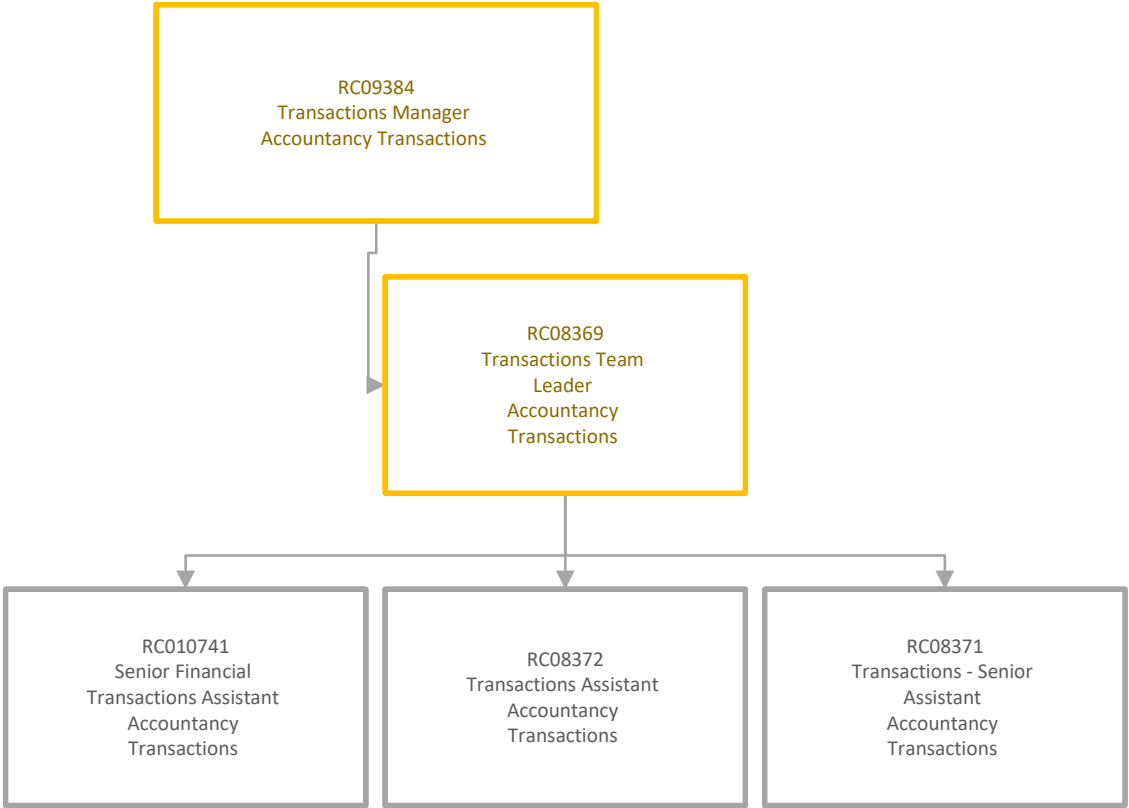 RC09384
Transactions Manager
Accountancy Transactions
RC08369
Transactions Team
Leader
Accountancy
Transactions
RC010741
Senior Financial
Transactions Assistant
Accountancy
Transactions
RC08372
Transactions Assistant
Accountancy
Transactions
RC08371
Transactions - Senior
Assistant
Accountancy
Transactions